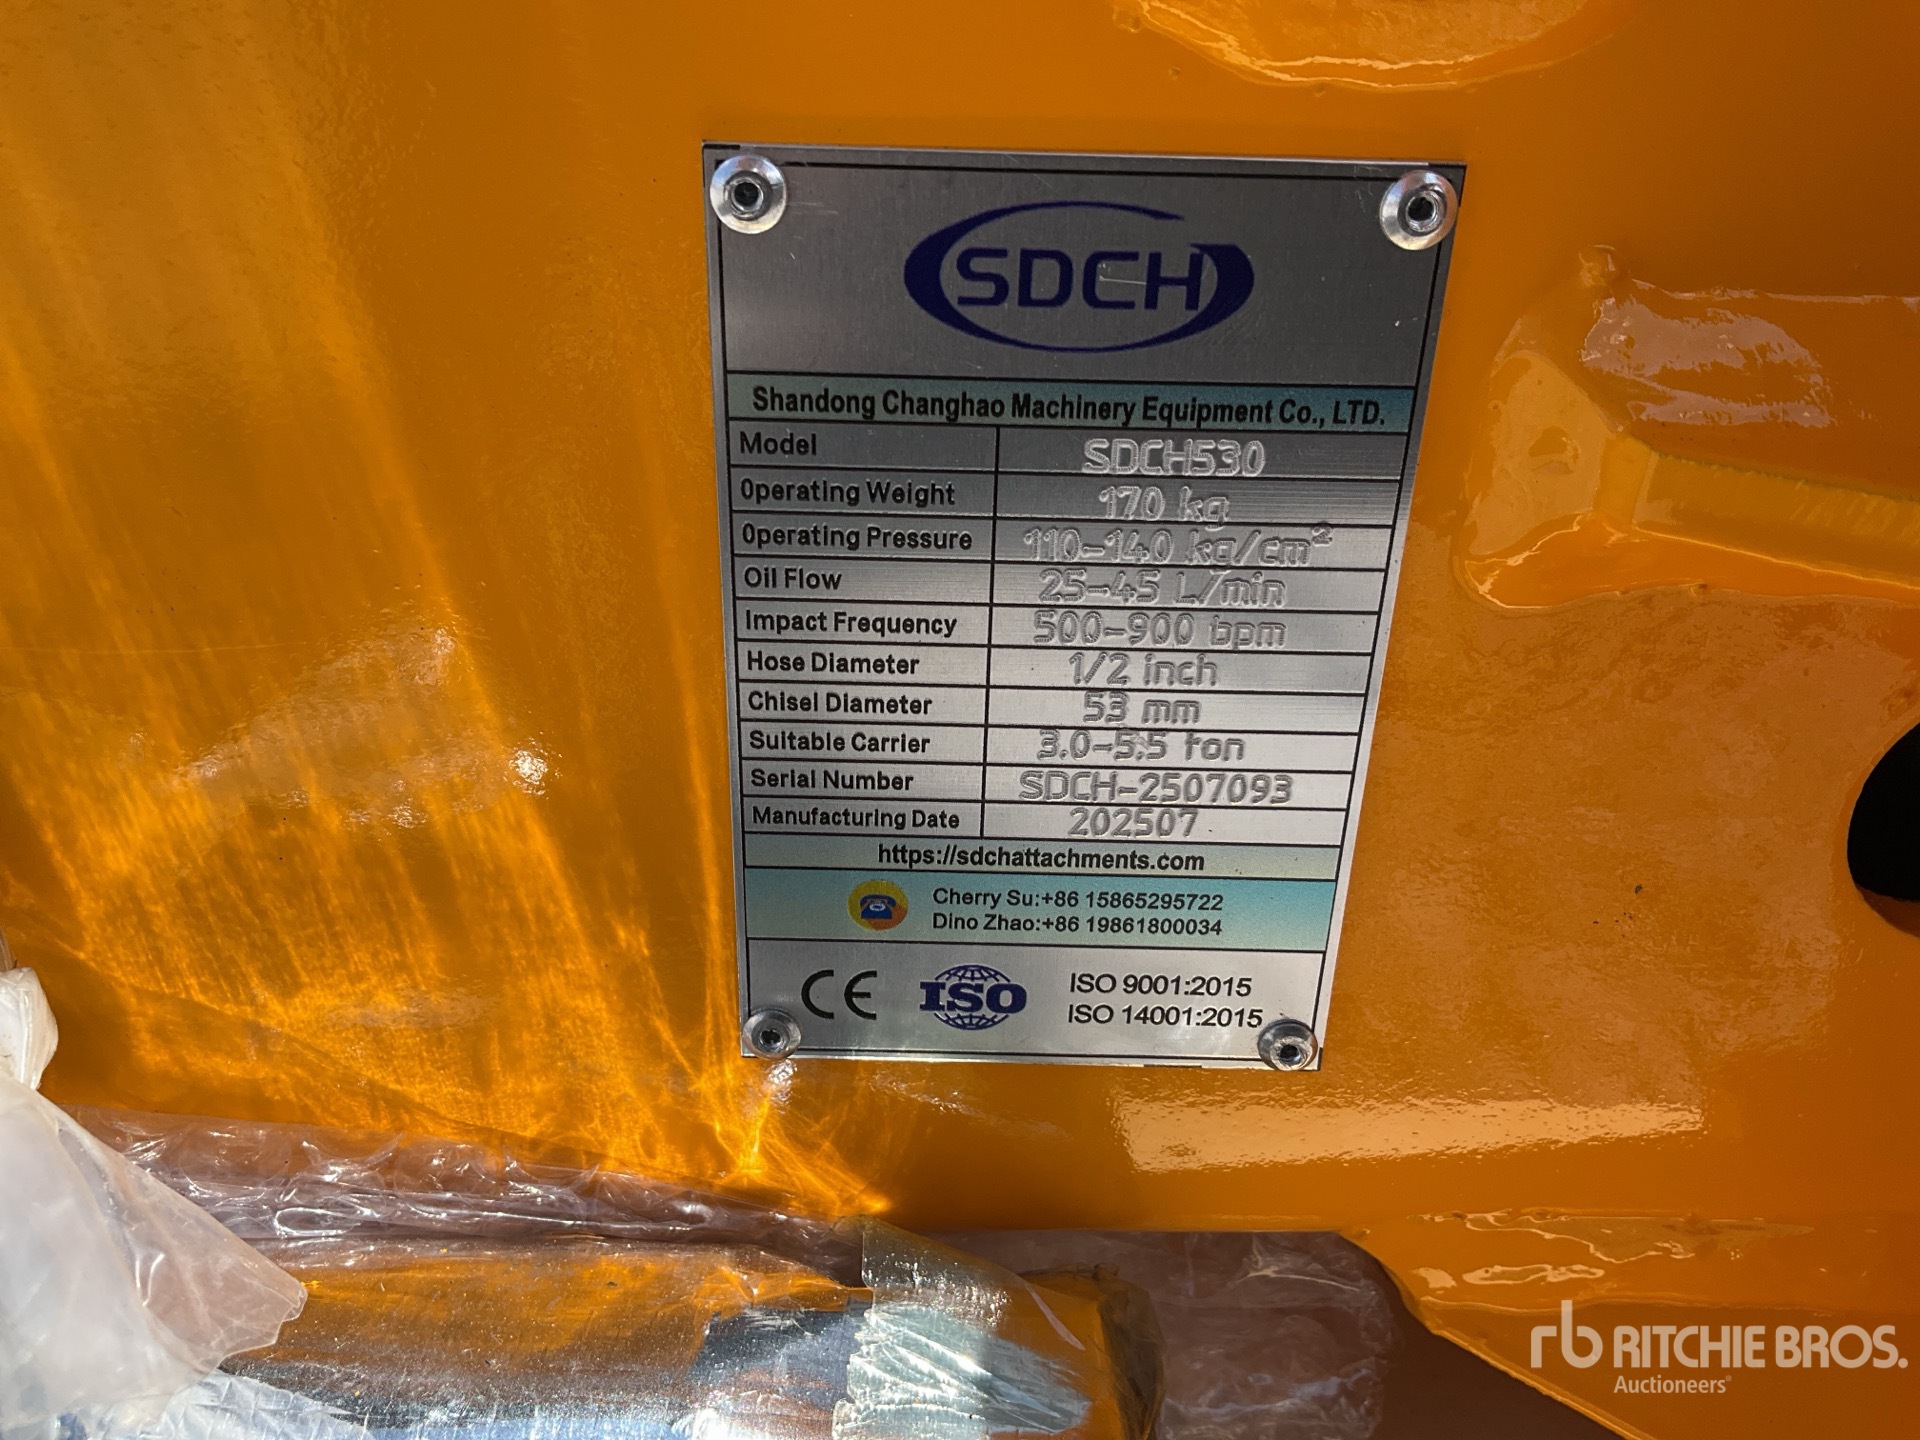 SDCH
Shandong Changhao Machinery Equipment Co., LTD.
Model SDCH530
Operating Weight 170 kg
Operating Pressure 110-140 kg/cm²
Oil Flow 25-45 L/min
Impact Frequency 500-900 bpm
Hose Diameter 1/2 inch
Chisel Diameter 53 mm
Suitable Carrier 3.0-5.5 ton
Serial Number SDCH-2507093
Manufacturing Date 202507
https://sdchattachments.com
Cherry Su:+86 15865295722
Dino Zhao:+86 19861800034
CE ISO ISO 9001:2015
ISO 14001:2015
rb RITCHIE BROS.
Auctioneers®